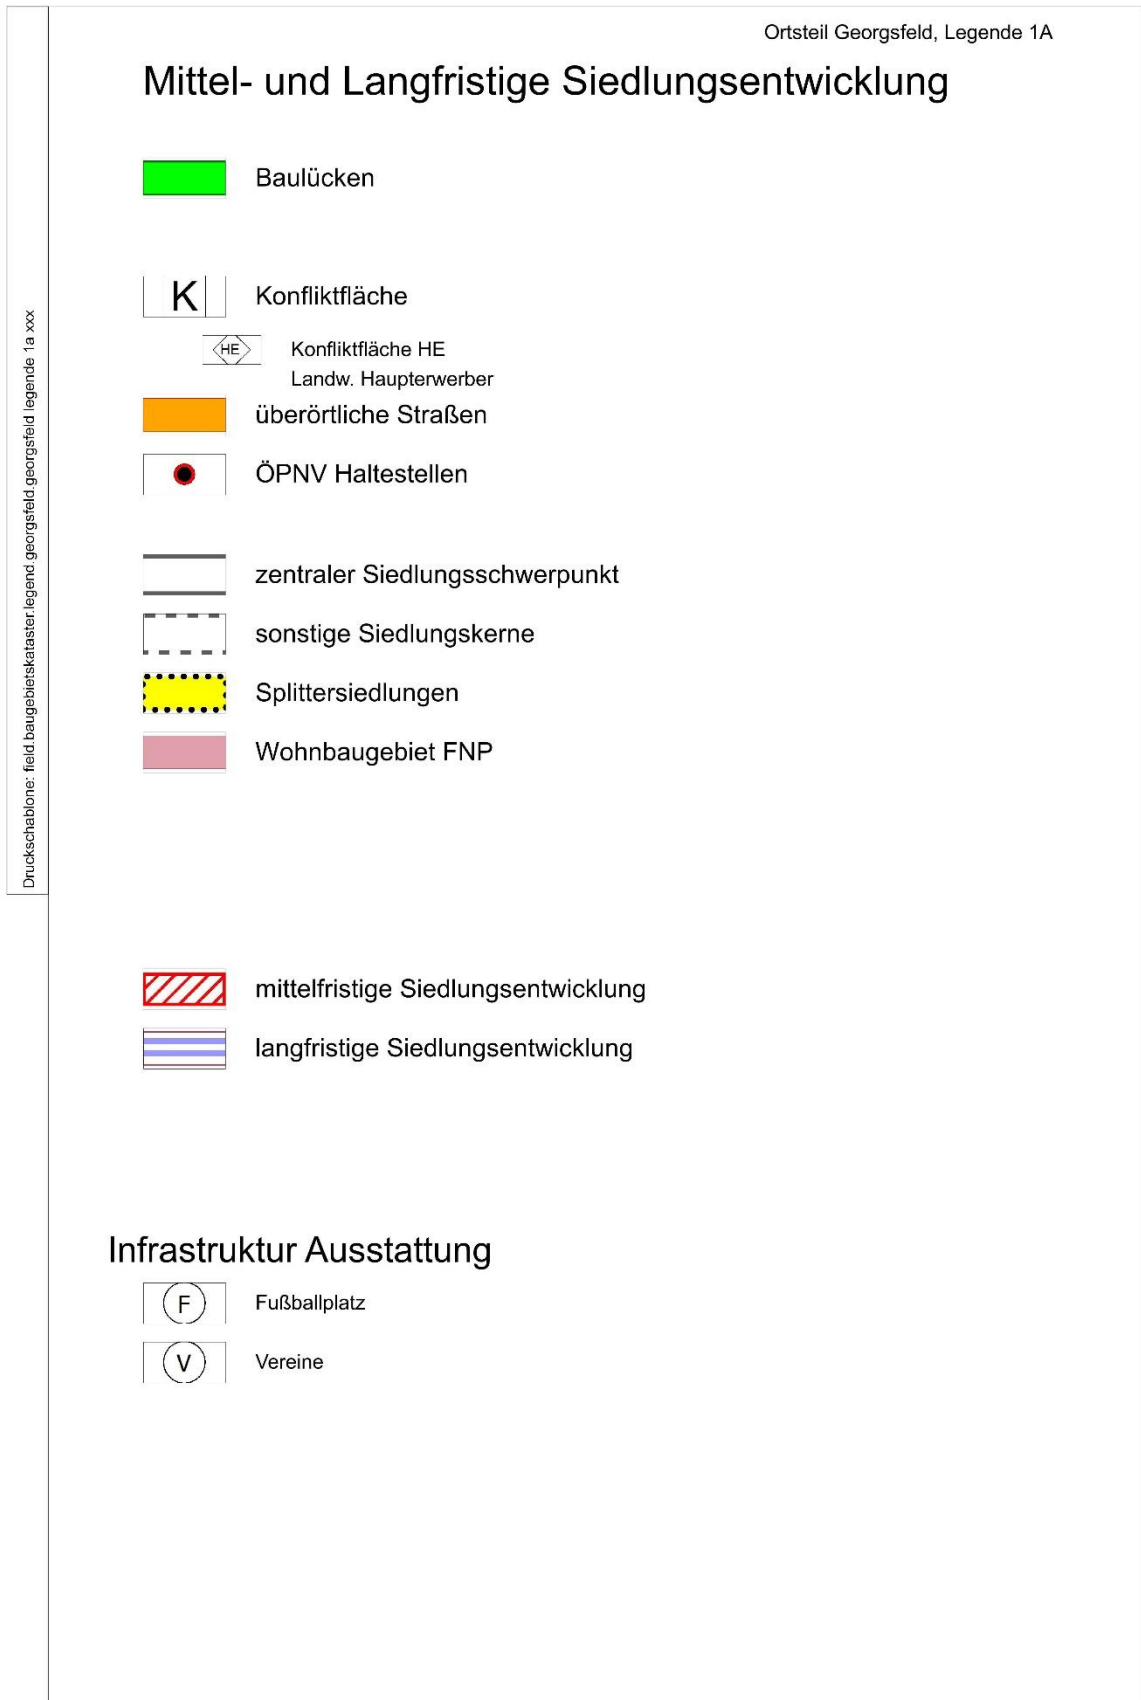 Ortsteil Georgsfeld, Legende 1A
Mittel- und Langfristige Siedlungsentwicklung
Baulücken
K Konfliktfläche
HE Konfliktfläche HE
Landw. Haupterwerber
überörtliche Straßen
ÖPNV Haltestellen
zentraler Siedlungsschwerpunkt
sonstige Siedlungskerne
Splittersiedlungen
Wohnbaugebiet FNP
mittelfristige Siedlungsentwicklung
langfristige Siedlungsentwicklung
Infrastruktur Ausstattung
F Fußballplatz
V Vereine
Druckschablone: field.baugebietskataster.legend.georgsfeld.georgsfeld legende 1a xxx